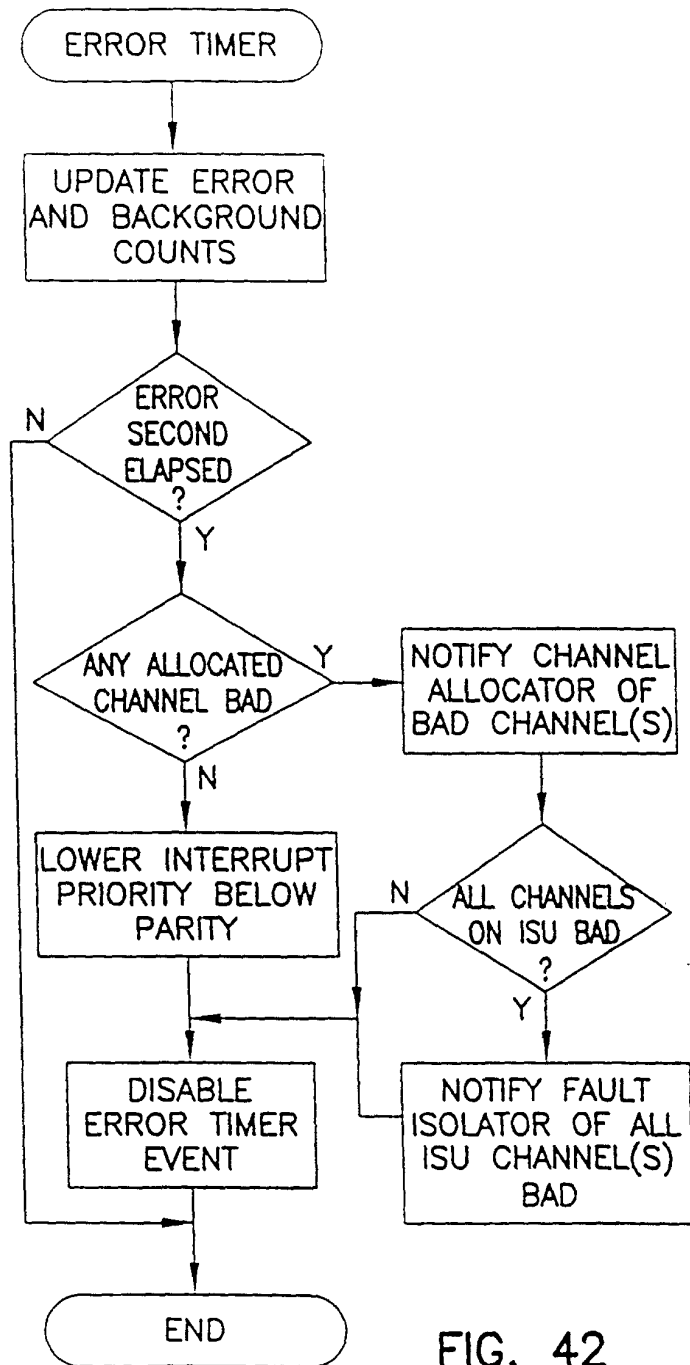 ERROR TIMER
UPDATE ERROR
AND BACKGROUND
COUNTS
ERROR
SECOND
ELAPSED
?
N
Y
ANY ALLOCATED
CHANNEL BAD
?
Y
N
NOTIFY CHANNEL
ALLOCATOR OF
BAD CHANNEL(S)
LOWER INTERRUPT
PRIORITY BELOW
PARITY
ALL CHANNELS
ON ISU BAD
?
N
Y
DISABLE
ERROR TIMER
EVENT
NOTIFY FAULT
ISOLATOR OF ALL
ISU CHANNEL(S)
BAD
END
FIG. 42